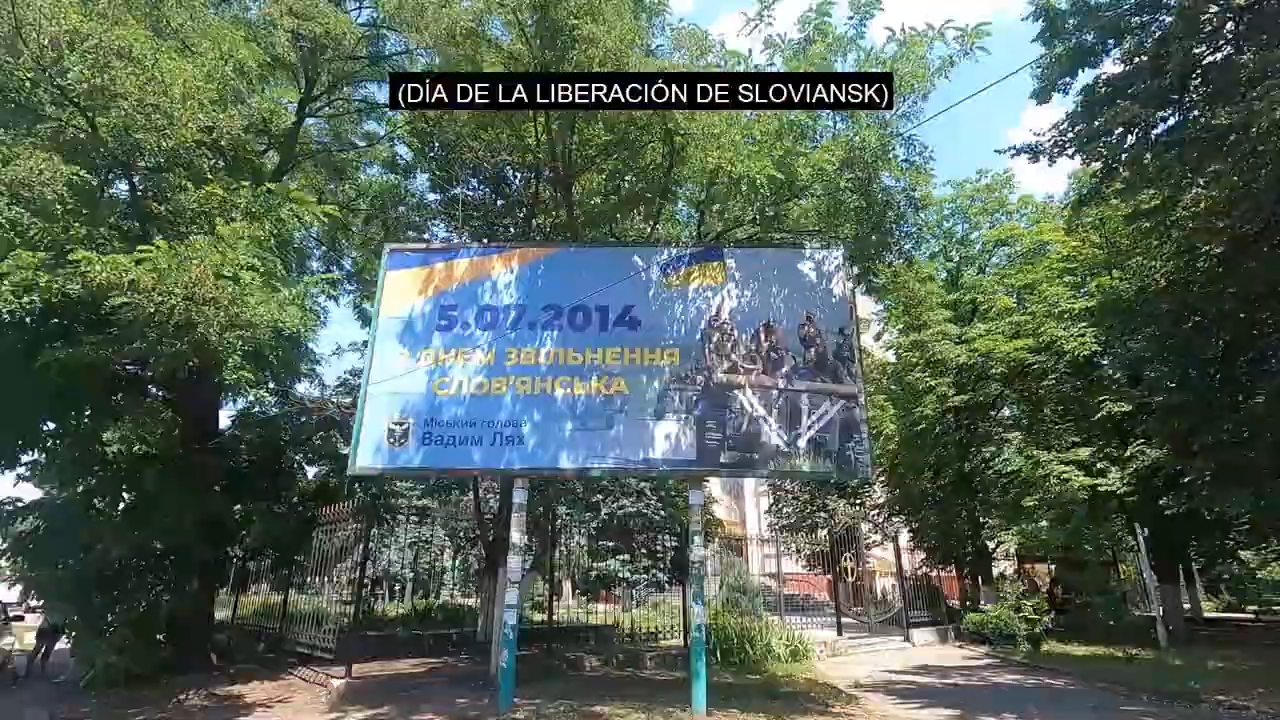 (DÍA DE LA LIBERACIÓN DE SLOVIANSK)
5.07.2014
З ДНЕМ ЗВІЛЬНЕННЯ
СЛОВ'ЯНСЬКА
Міський голова
Вадим Лях